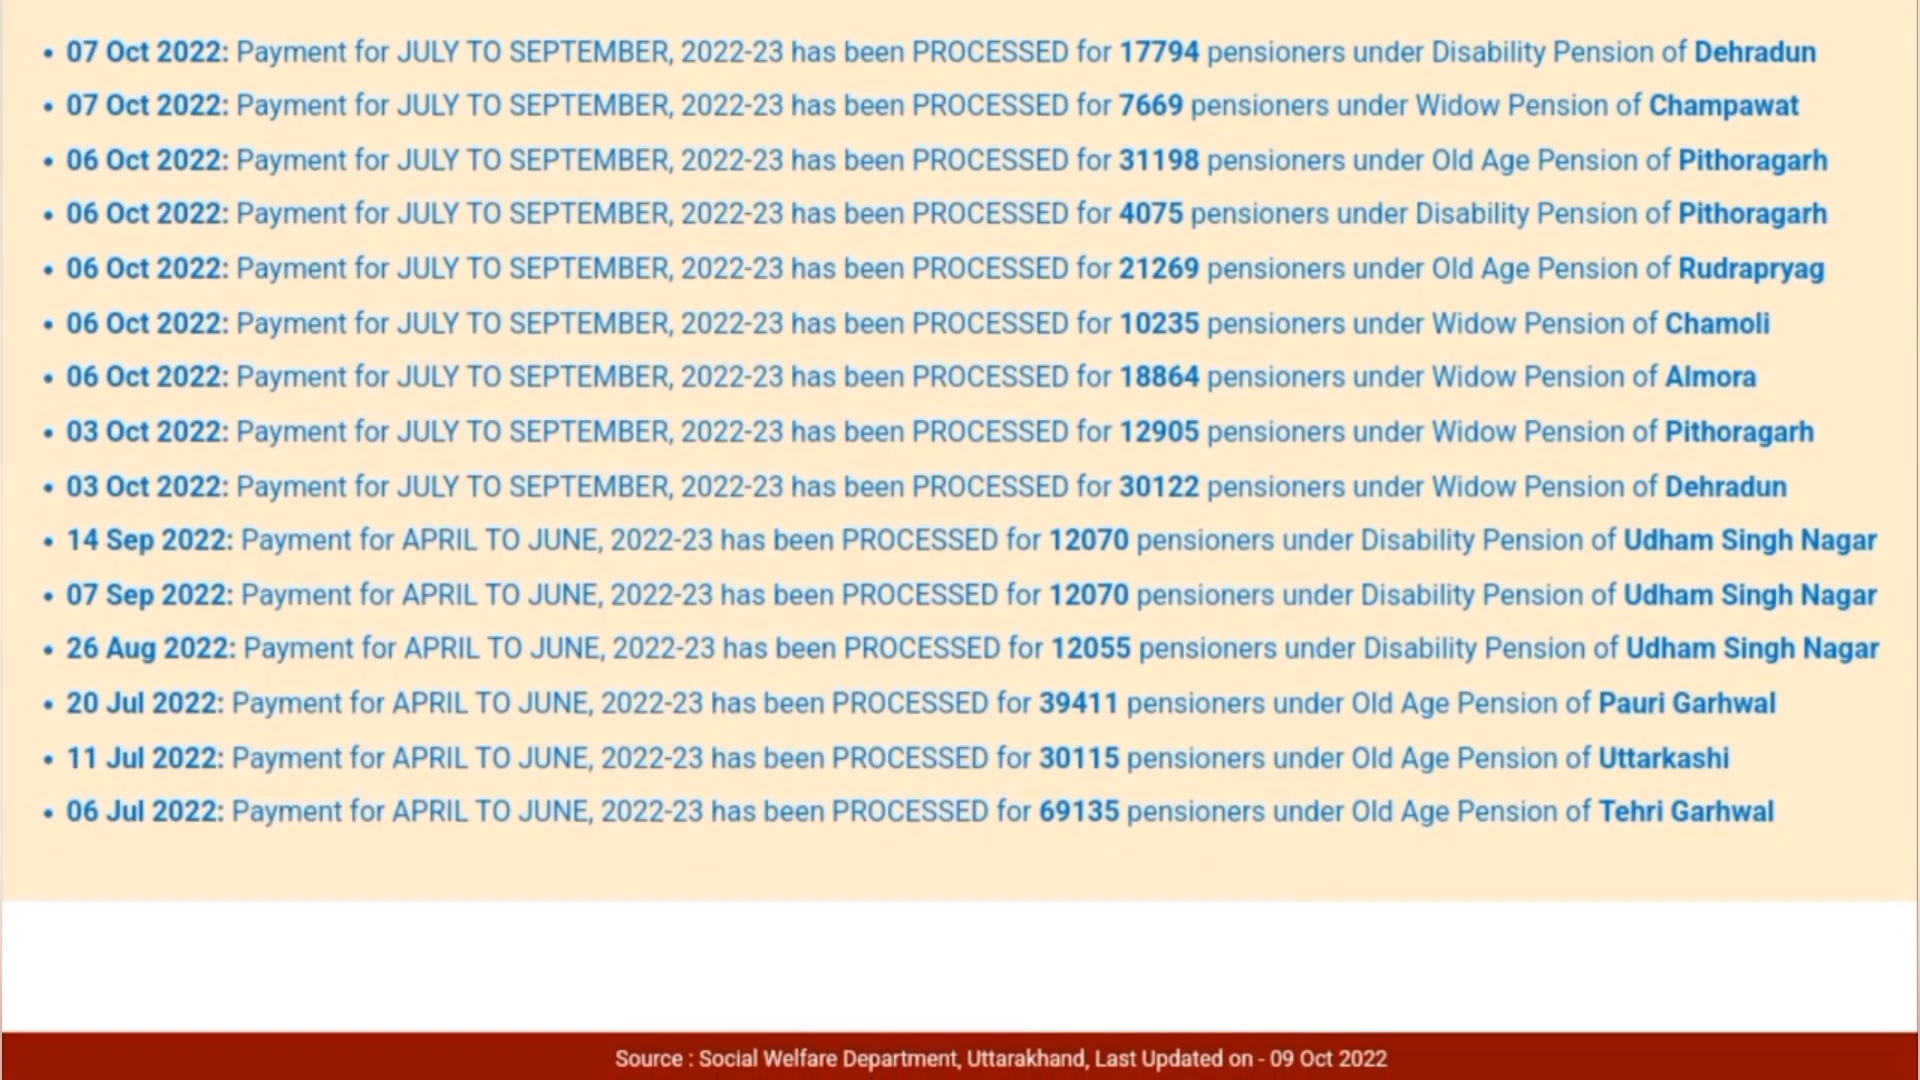 • 07 Oct 2022: Payment for JULY TO SEPTEMBER, 2022-23 has been PROCESSED for 17794 pensioners under Disability Pension of Dehradun
• 07 Oct 2022: Payment for JULY TO SEPTEMBER, 2022-23 has been PROCESSED for 7669 pensioners under Widow Pension of Champawat
• 06 Oct 2022: Payment for JULY TO SEPTEMBER, 2022-23 has been PROCESSED for 31198 pensioners under Old Age Pension of Pithoragarh
• 06 Oct 2022: Payment for JULY TO SEPTEMBER, 2022-23 has been PROCESSED for 4075 pensioners under Disability Pension of Pithoragarh
• 06 Oct 2022: Payment for JULY TO SEPTEMBER, 2022-23 has been PROCESSED for 21269 pensioners under Old Age Pension of Rudrapryag
• 06 Oct 2022: Payment for JULY TO SEPTEMBER, 2022-23 has been PROCESSED for 10235 pensioners under Widow Pension of Chamoli
• 06 Oct 2022: Payment for JULY TO SEPTEMBER, 2022-23 has been PROCESSED for 18864 pensioners under Widow Pension of Almora
• 03 Oct 2022: Payment for JULY TO SEPTEMBER, 2022-23 has been PROCESSED for 12905 pensioners under Widow Pension of Pithoragarh
• 03 Oct 2022: Payment for JULY TO SEPTEMBER, 2022-23 has been PROCESSED for 30122 pensioners under Widow Pension of Dehradun
• 14 Sep 2022: Payment for APRIL TO JUNE, 2022-23 has been PROCESSED for 12070 pensioners under Disability Pension of Udham Singh Nagar
• 07 Sep 2022: Payment for APRIL TO JUNE, 2022-23 has been PROCESSED for 12070 pensioners under Disability Pension of Udham Singh Nagar
• 26 Aug 2022: Payment for APRIL TO JUNE, 2022-23 has been PROCESSED for 12055 pensioners under Disability Pension of Udham Singh Nagar
• 20 Jul 2022: Payment for APRIL TO JUNE, 2022-23 has been PROCESSED for 39411 pensioners under Old Age Pension of Pauri Garhwal
• 11 Jul 2022: Payment for APRIL TO JUNE, 2022-23 has been PROCESSED for 30115 pensioners under Old Age Pension of Uttarkashi
• 06 Jul 2022: Payment for APRIL TO JUNE, 2022-23 has been PROCESSED for 69135 pensioners under Old Age Pension of Tehri Garhwal
Source : Social Welfare Department, Uttarakhand, Last Updated on - 09 Oct 2022